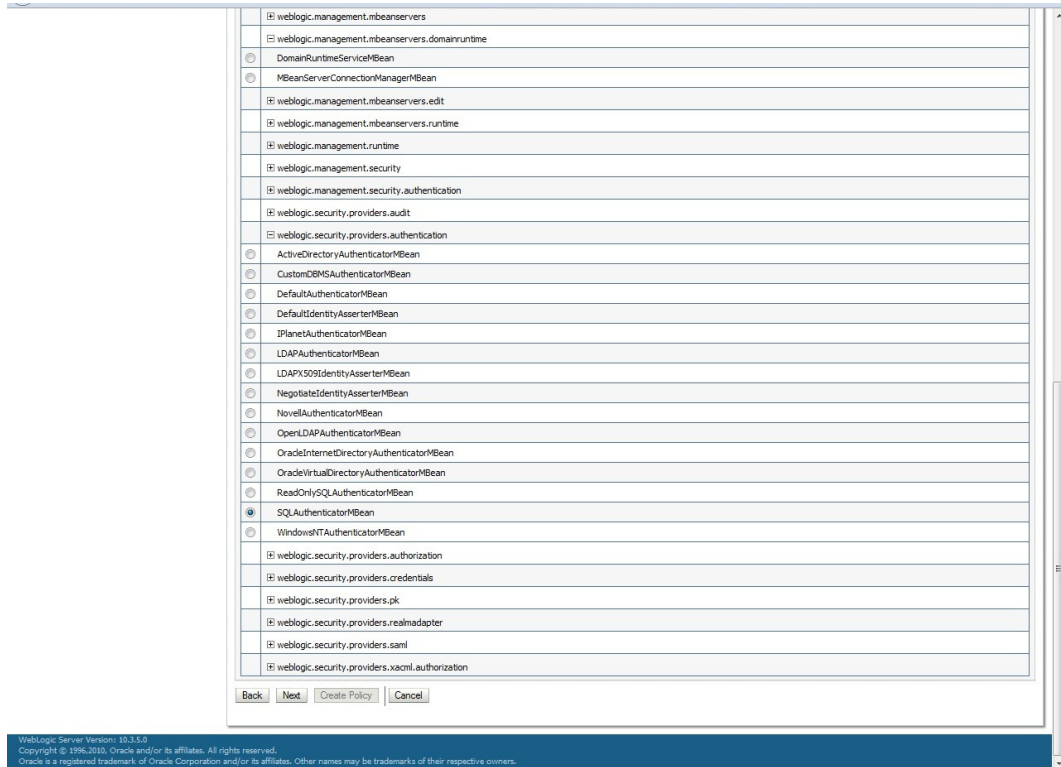 weblogic.management.mbeanservers
weblogic.management.mbeanservers.domainruntime
DomainRuntimeServiceMBean
MBeanServerConnectionManagerMBean
weblogic.management.mbeanservers.edit
weblogic.management.mbeanservers.runtime
weblogic.management.runtime
weblogic.management.security
weblogic.management.security.authentication
weblogic.security.providers.audit
weblogic.security.providers.authentication
ActiveDirectoryAuthenticatorMBean
CustomDBMSAuthenticatorMBean
DefaultAuthenticatorMBean
DefaultIdentityAsserterMBean
IPlanetAuthenticatorMBean
LDAPAuthenticatorMBean
LDAPX509IdentityAsserterMBean
NegotiateIdentityAsserterMBean
NovellAuthenticatorMBean
OpenLDAPAuthenticatorMBean
OracleInternetDirectoryAuthenticatorMBean
OracleVirtualDirectoryAuthenticatorMBean
ReadOnlySQLAuthenticatorMBean
SQLAuthenticatorMBean
WindowsNTAuthenticatorMBean
weblogic.security.providers.authorization
weblogic.security.providers.credentials
weblogic.security.providers.pk
weblogic.security.providers.realmadapter
weblogic.security.providers.saml
weblogic.security.providers.xacml.authorization
Back Next Create Policy Cancel
WebLogic Server Version: 10.3.5.0
Copyright © 1996,2010, Oracle and/or its affiliates. All rights reserved.
Oracle is a registered trademark of Oracle Corporation and/or its affiliates. Other names may be trademarks of their respective owners.